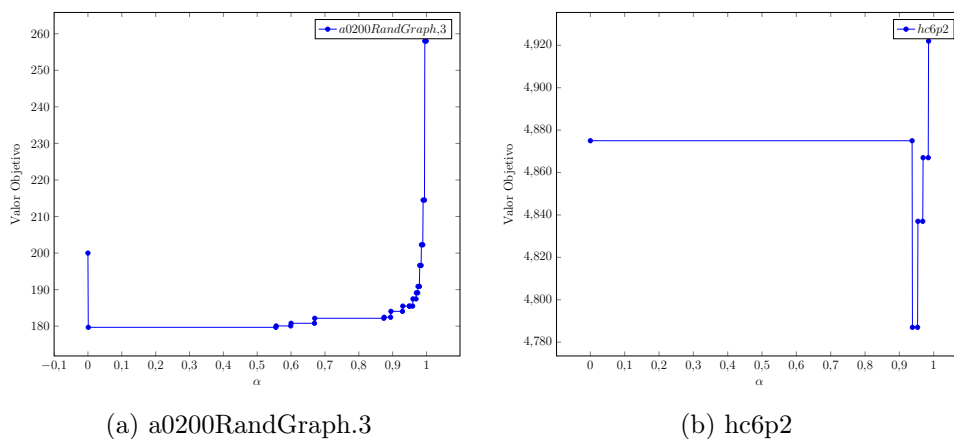 a0200RandGraph,3
260
250
240
230
220
210
200
190
180
Valor Objetivo
−0,1 0 0,1 0,2 0,3 0,4 0,5 0,6 0,7 0,8 0,9 1
α
(a) a0200RandGraph.3
hc6p2
4,920
4,900
4,880
4,860
4,840
4,820
4,800
4,780
Valor Objetivo
0 0,1 0,2 0,3 0,4 0,5 0,6 0,7 0,8 0,9 1
α
(b) hc6p2